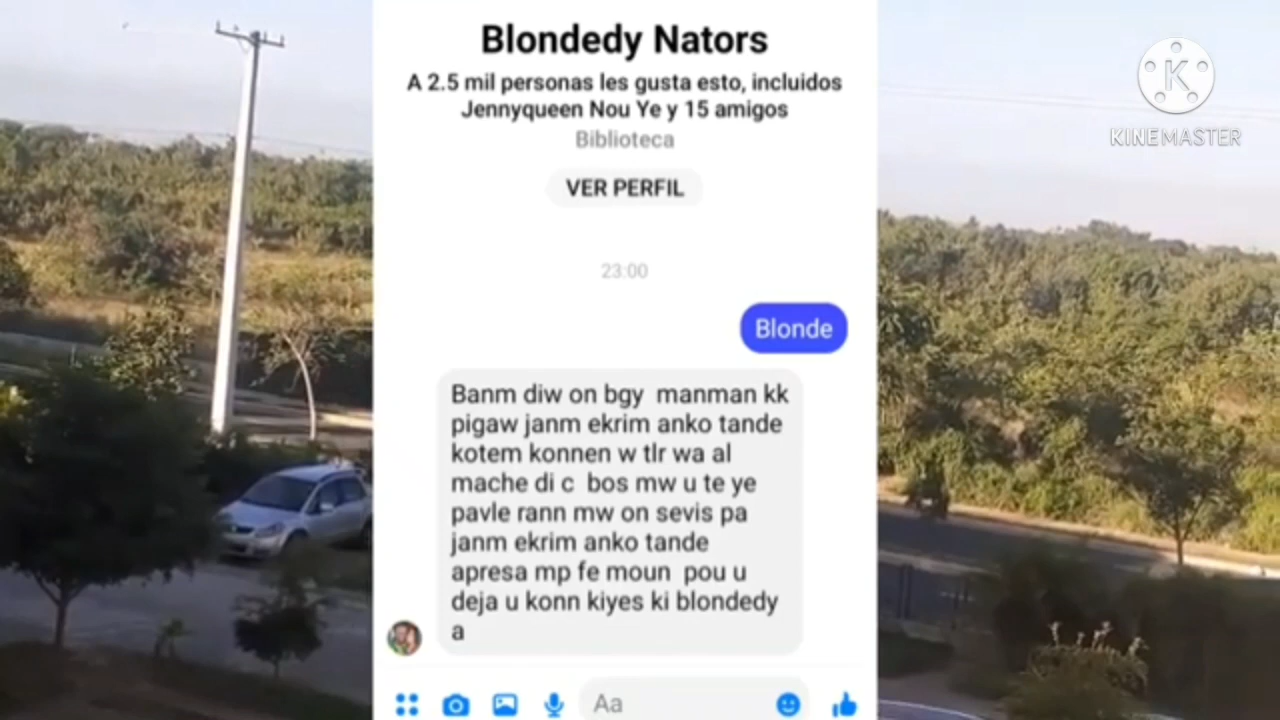 Blondedy Nators
A 2.5 mil personas les gusta esto, incluidos
Jennyqueen Nou Ye y 15 amigos
Biblioteca
VER PERFIL
23:00
Blonde
Banm diw on bgy manman kk
pigaw janm ekrim anko tande
kotem konnen w tlr wa al
mache di c bos mw u te ye
pavle rann mw on sevis pa
janm ekrim anko tande
apresa mp fe moun pou u
deja u konn kiyes ki blondedy
a
Aa
K
KINEMASTER